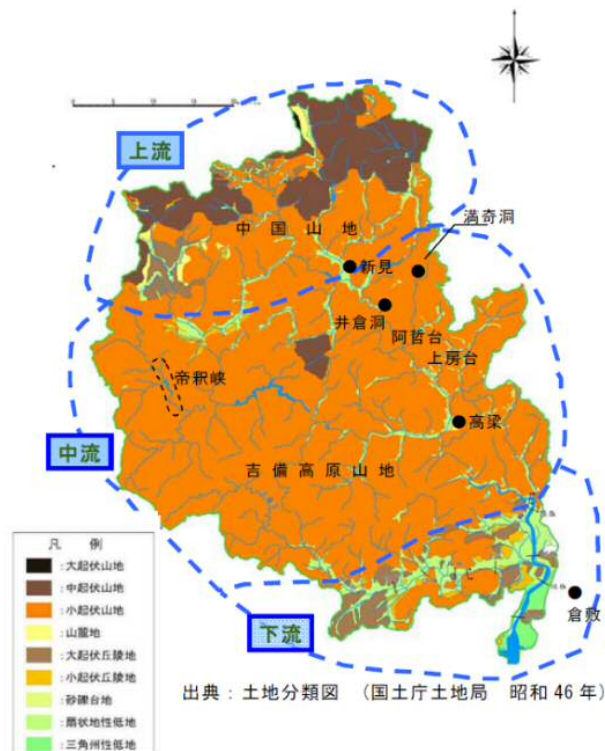 上流
満奇洞
中国山地
新見
井倉洞
阿哲台
上房台
帝釈峡
高梁
中流
吉備高原山地
倉敷
下流
凡例
:大起伏山地
:中起伏山地
:小起伏山地
:山麓地
:大起伏丘陵地
:小起伏丘陵地
:砂礫台地
:扇状地性低地
:三角州性低地
出典:土地分類図 (国土庁土地局 昭和46年)